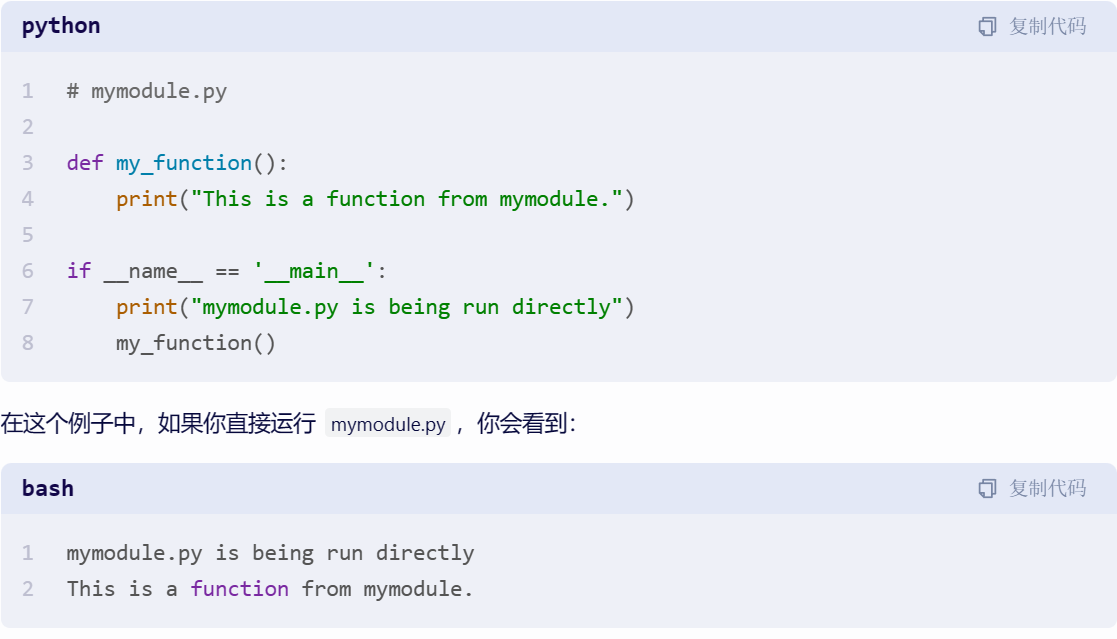 python 复制代码
1 # mymodule.py
2
3 def my_function():
4     print("This is a function from mymodule.")
5
6 if __name__ == '__main__':
7     print("mymodule.py is being run directly")
8     my_function()
在这个例子中，如果你直接运行 mymodule.py ，你会看到：
bash 复制代码
1 mymodule.py is being run directly
2 This is a function from mymodule.